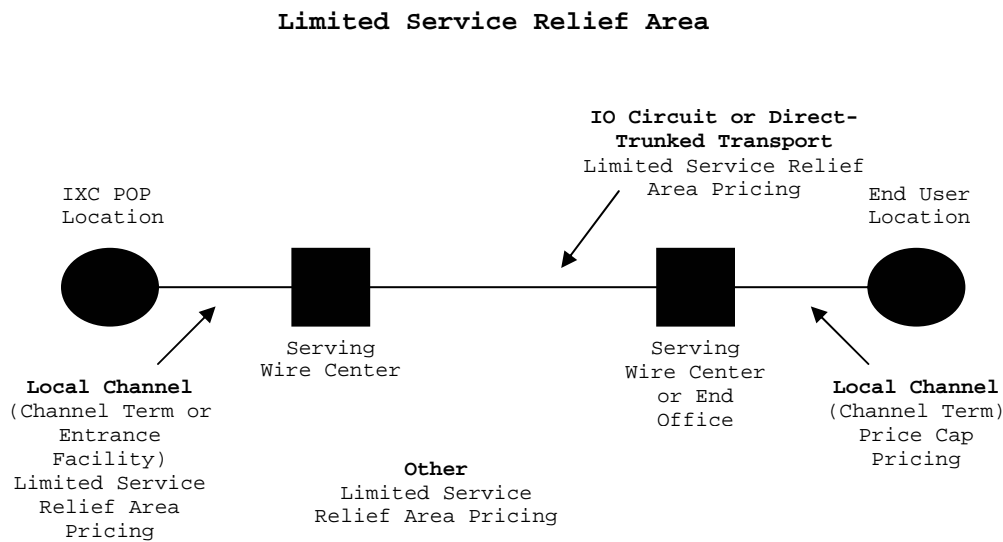 Limited Service Relief Area
IO Circuit or Direct-
Trunked Transport
Limited Service Relief
Area Pricing
IXC POP
Location
End User
Location
Serving
Wire Center
Serving
Wire Center
or End
Office
Local Channel
(Channel Term or
Entrance
Facility)
Limited Service
Relief Area
Pricing
Other
Limited Service
Relief Area Pricing
Local Channel
(Channel Term)
Price Cap
Pricing